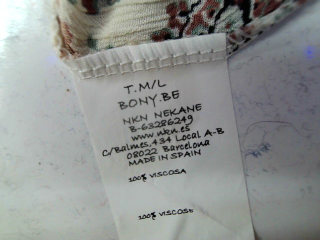 T.M/L
BONY.BE
NKN NEKANE
B-63286249
www.nkn.es
C/Balmes,434 Local A-B
08022 Barcelona
MADE IN SPAIN
100% VISCOSA
100% VISCOSE